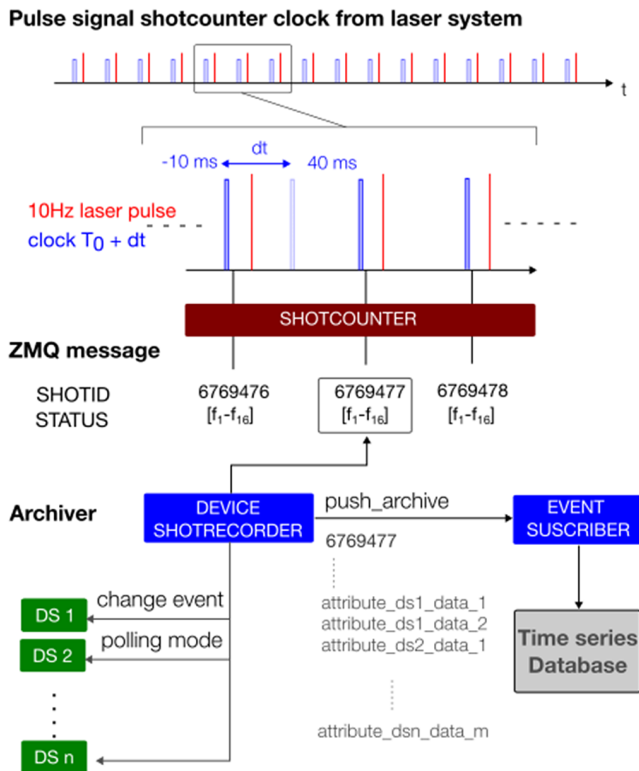 Pulse signal shotcounter clock from laser system
t
dt
-10 ms
40 ms
10Hz laser pulse
clock T0 + dt
SHOTCOUNTER
ZMQ message
SHOTID
6769476
6769477
6769478
STATUS
[f1-f16]
[f1-f16]
[f1-f16]
Archiver
DEVICE
SHOTRECORDER
push_archive
EVENT
SUSCRIBER
6769477
DS 1
change event
attribute_ds1_data_1
attribute_ds1_data_2
attribute_ds2_data_1
DS 2
polling mode
Time series
Database
attribute_dsn_data_m
DS n